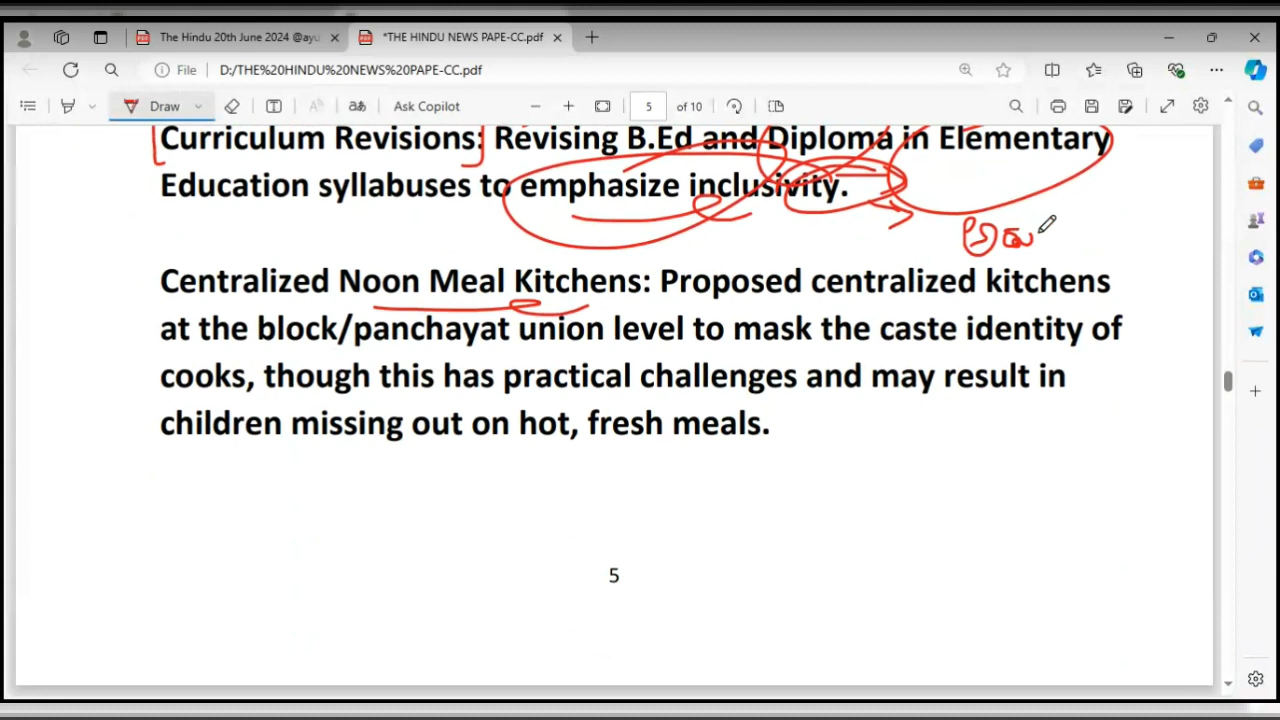 The Hindu 20th June 2024 @ayu
*THE HINDU NEWS PAPE-CC.pdf
File
D:/THE%20HINDU%20NEWS%20PAPE-CC.pdf
Draw
aあ
Ask Copilot
5
of 10
Curriculum Revisions: Revising B.Ed and Diploma in Elementary
Education syllabuses to emphasize inclusivity.
Centralized Noon Meal Kitchens: Proposed centralized kitchens
at the block/panchayat union level to mask the caste identity of
cooks, though this has practical challenges and may result in
children missing out on hot, fresh meals.
5